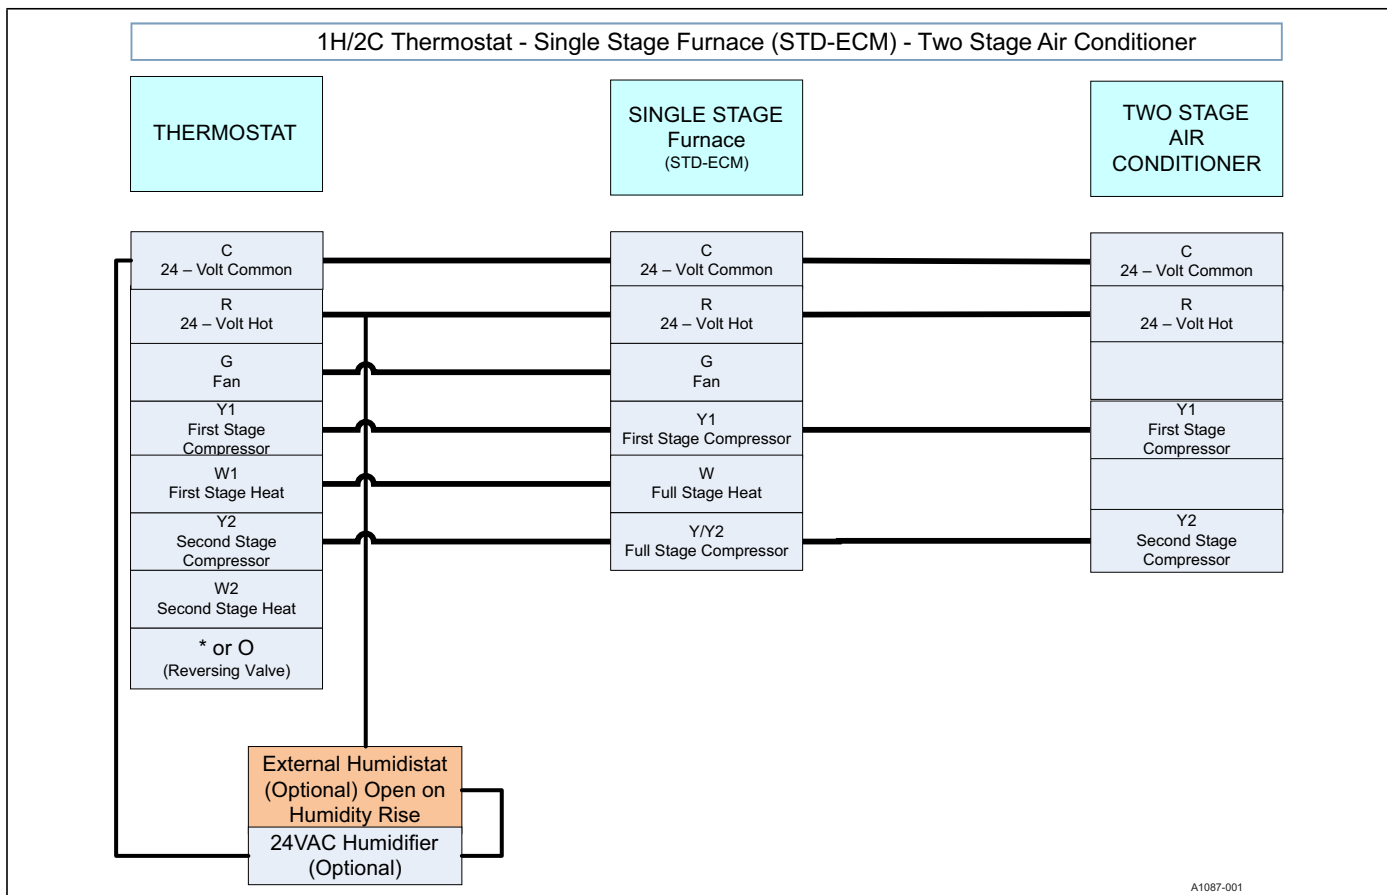 1H/2C Thermostat - Single Stage Furnace (STD-ECM) - Two Stage Air Conditioner
THERMOSTAT
SINGLE STAGE
Furnace
(STD-ECM)
TWO STAGE
AIR
CONDITIONER
C
24 – Volt Common
C
24 – Volt Common
C
24 – Volt Common
R
24 – Volt Hot
R
24 – Volt Hot
R
24 – Volt Hot
G
Fan
G
Fan
Y1
First Stage
Compressor
Y1
First Stage Compressor
Y1
First Stage
Compressor
W1
First Stage Heat
W
Full Stage Heat
Y2
Second Stage
Compressor
Y/Y2
Full Stage Compressor
Y2
Second Stage
Compressor
W2
Second Stage Heat
* or O
(Reversing Valve)
External Humidistat
(Optional) Open on
Humidity Rise
24VAC Humidifier
(Optional)
A1087-001